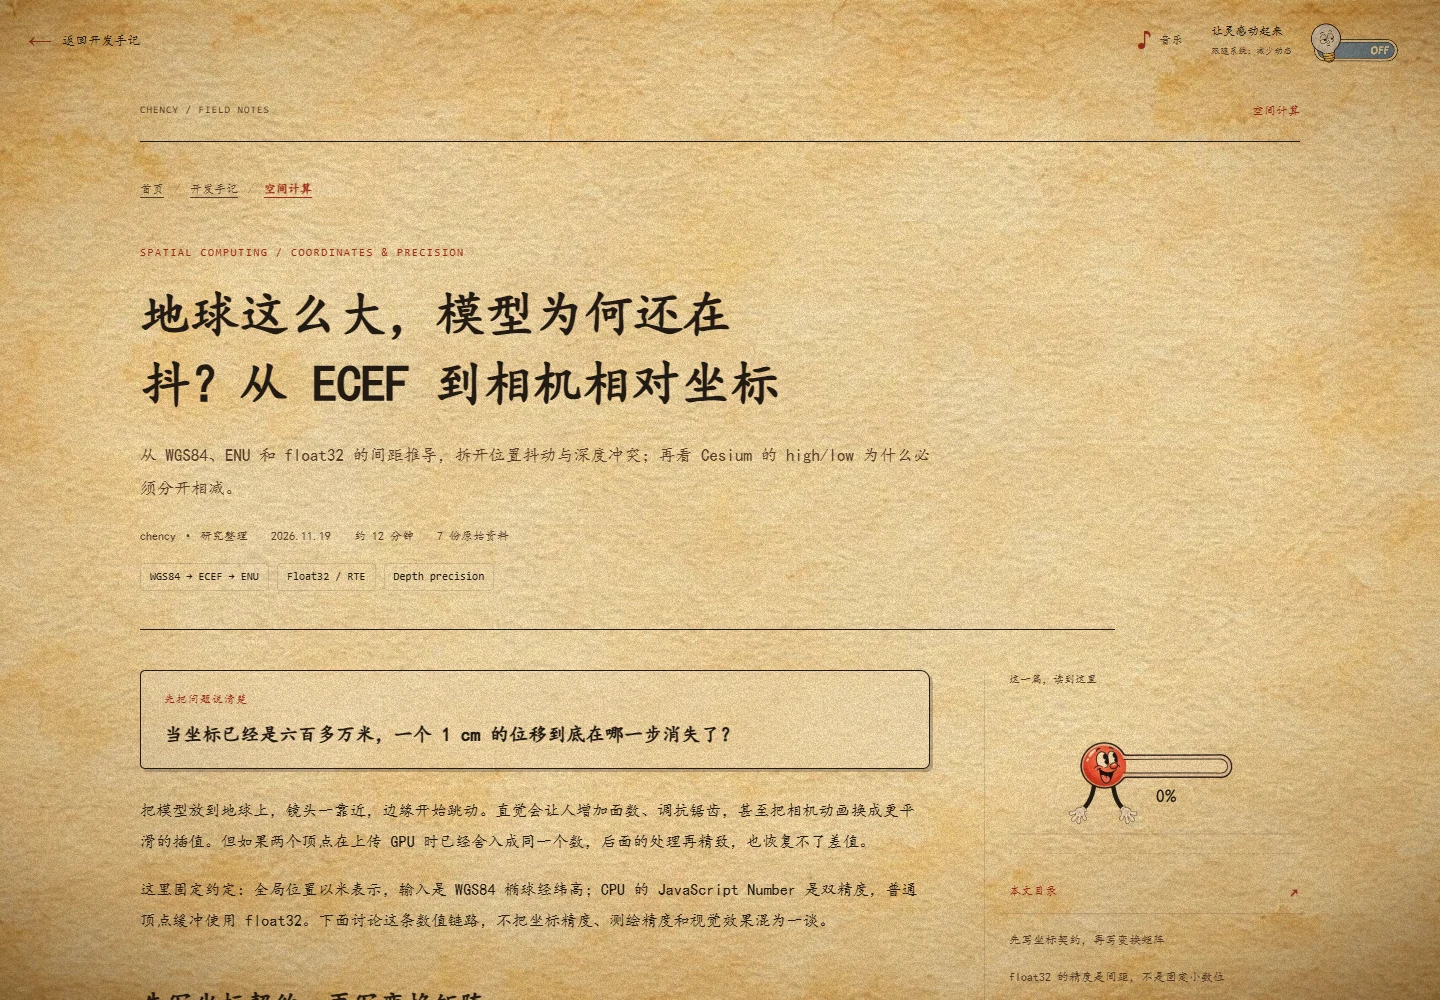 返回开发手记
音乐
让灵感动起来
跟随系统：减少动态
OFF
CHENCY / FIELD NOTES
空间计算
首页 / 开发手记 / 空间计算
SPATIAL COMPUTING / COORDINATES & PRECISION
地球这么大，模型为何还在
抖？从 ECEF 到相机相对坐标
从 WGS84、ENU 和 float32 的间距推导，拆开位置抖动与深度冲突；再看 Cesium 的 high/low 为什么必
须分开相减。
chency • 研究整理 2026.11.19 约 12 分钟 7 份原始资料
WGS84 → ECEF → ENU
Float32 / RTE
Depth precision
先把问题说清楚
当坐标已经是六百多万米，一个 1 cm 的位移到底在哪一步消失了？
把模型放到地球上，镜头一靠近，边缘开始跳动。直觉会让人增加面数、调抗锯齿，甚至把相机动画换成更平
滑的插值。但如果两个顶点在上传 GPU 时已经舍入成同一个数，后面的处理再精致，也恢复不了差值。
这里固定约定：全局位置以米表示，输入是 WGS84 椭球经纬高；CPU 的 JavaScript Number 是双精度，普通
顶点缓冲使用 float32。下面讨论这条数值链路，不把坐标精度、测绘精度和视觉效果混为一谈。
先写坐标契约，再写变换矩阵
这一篇，读到这里
0%
本文目录
先写坐标契约，再写变换矩阵
float32 的精度是间距，不是固定小数位